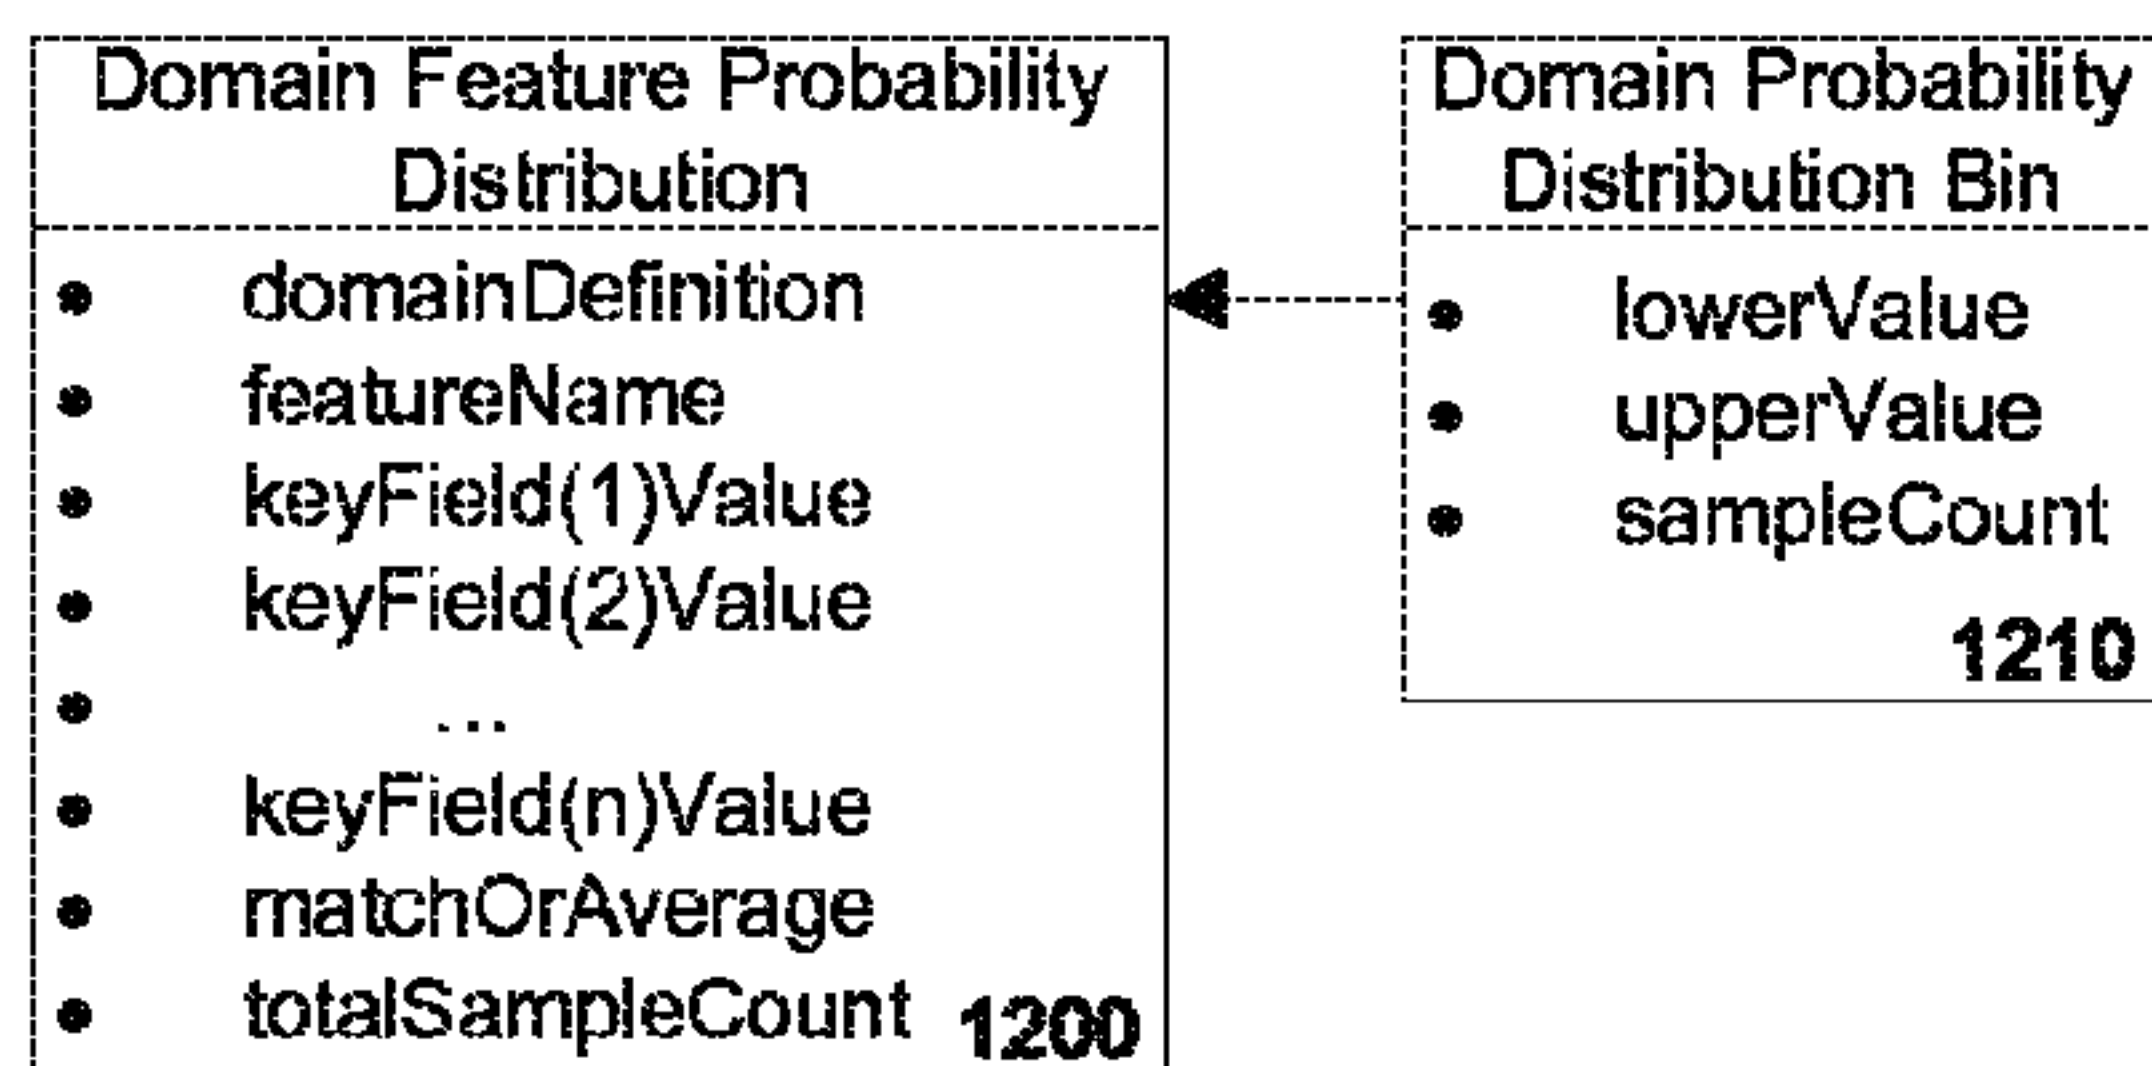 Domain Feature Probability
Distribution
• domainDefinition
• featureName
• keyField(1)Value
• keyField(2)Value
• ...
• keyField(n)Value
• matchOrAverage
• totalSampleCount 1200
Domain Probability
Distribution Bin
• lowerValue
• upperValue
• sampleCount
1210